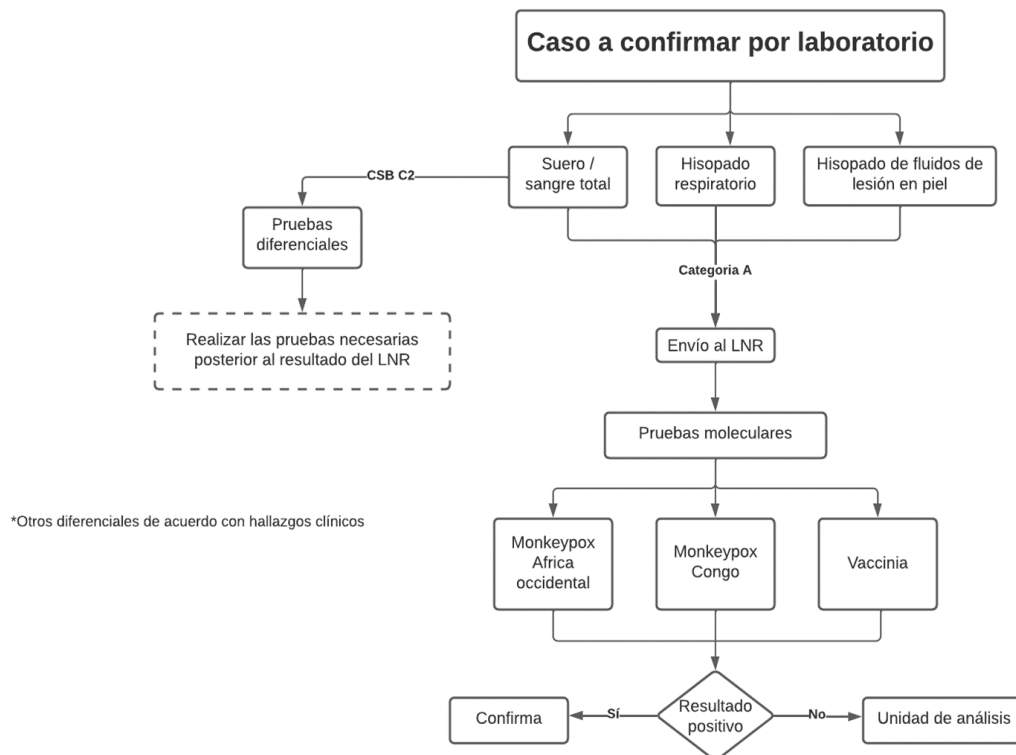 Caso a confirmar por laboratorio
Suero /
sangre total
Hisopado
respiratorio
Hisopado de fluidos de
lesión en piel
CSB C2
Pruebas
diferenciales
Categoria A
Realizar las pruebas necesarias
posterior al resultado del LNR
Envío al LNR
Pruebas moleculares
*Otros diferenciales de acuerdo con hallazgos clínicos
Monkeypox
Africa
occidental
Monkeypox
Congo
Vaccinia
Resultado
positivo
Sí
No
Confirma
Unidad de análisis